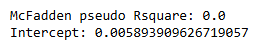 McFadden pseudo Rsquare: 0.0
Intercept: 0.005893909626719057